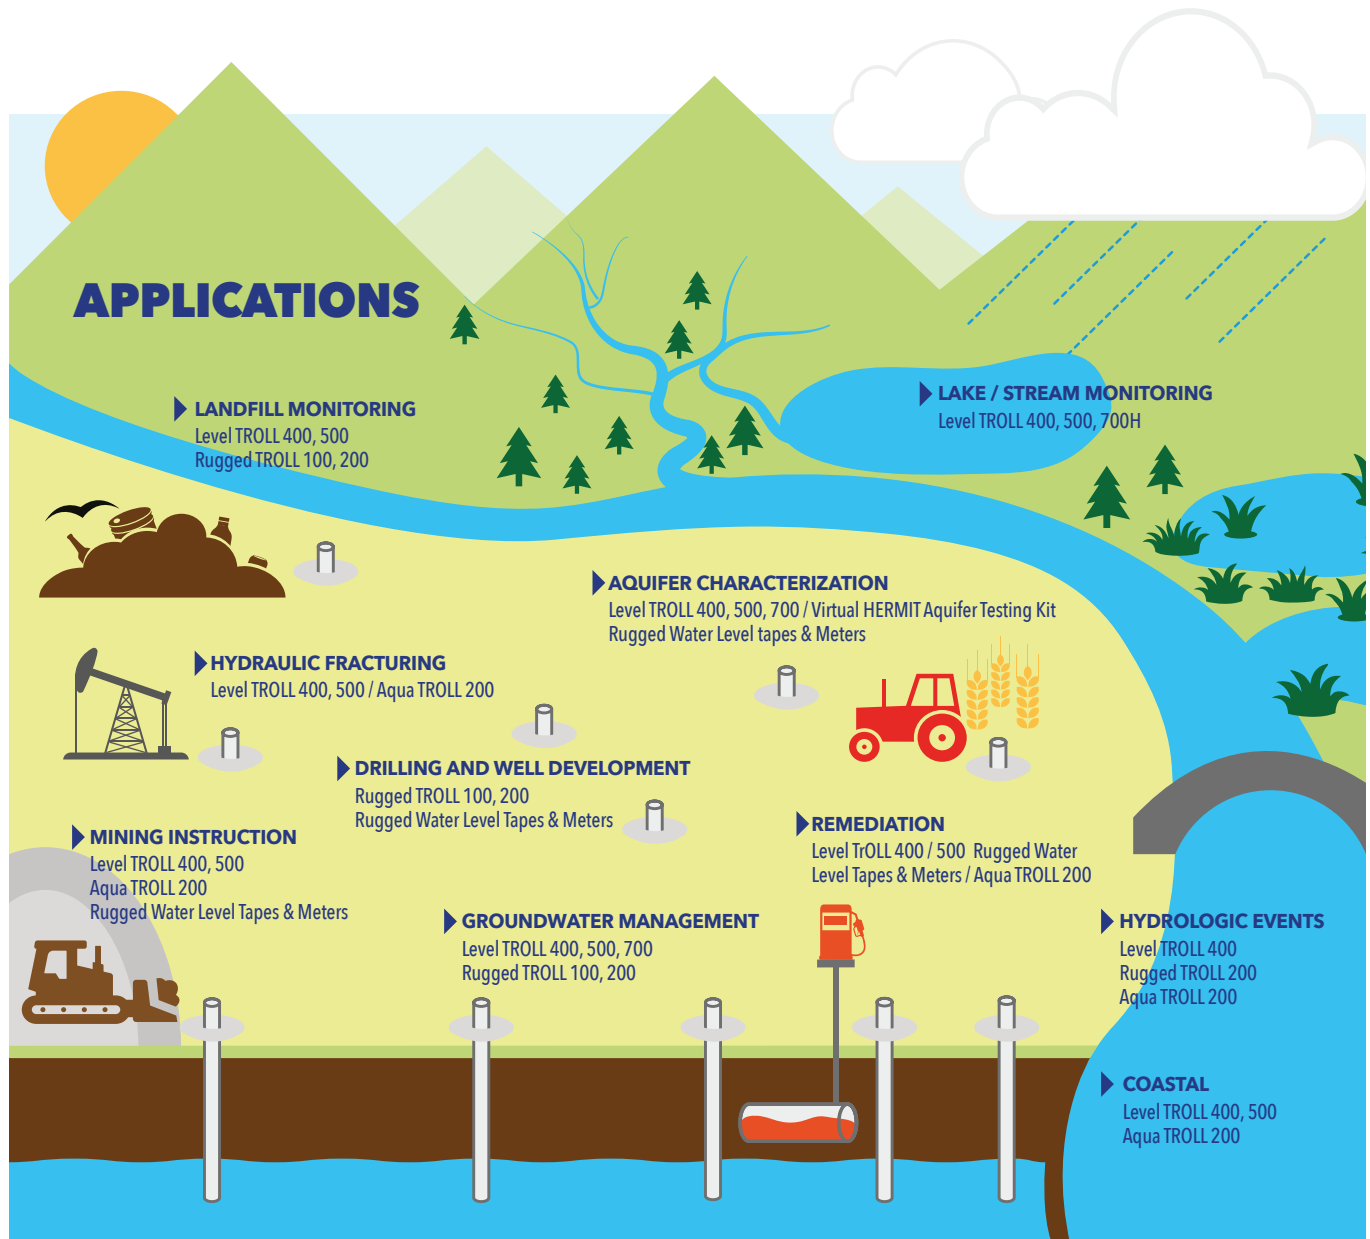 APPLICATIONS
LANDFILL MONITORING
Level TROLL 400, 500
Rugged TROLL 100, 200
LAKE / STREAM MONITORING
Level TROLL 400, 500, 700H
AQUIFER CHARACTERIZATION
Level TROLL 400, 500, 700 / Virtual HERMIT Aquifer Testing Kit
Rugged Water Level tapes & Meters
HYDRAULIC FRACTURING
Level TROLL 400, 500 / Aqua TROLL 200
DRILLING AND WELL DEVELOPMENT
Rugged TROLL 100, 200
Rugged Water Level Tapes & Meters
MINING INSTRUCTION
Level TROLL 400, 500
Aqua TROLL 200
Rugged Water Level Tapes & Meters
REMEDIATION
Level TrOLL 400 / 500 Rugged Water
Level Tapes & Meters / Aqua TROLL 200
GROUNDWATER MANAGEMENT
Level TROLL 400, 500, 700
Rugged TROLL 100, 200
HYDROLOGIC EVENTS
Level TROLL 400
Rugged TROLL 200
Aqua TROLL 200
COASTAL
Level TROLL 400, 500
Aqua TROLL 200